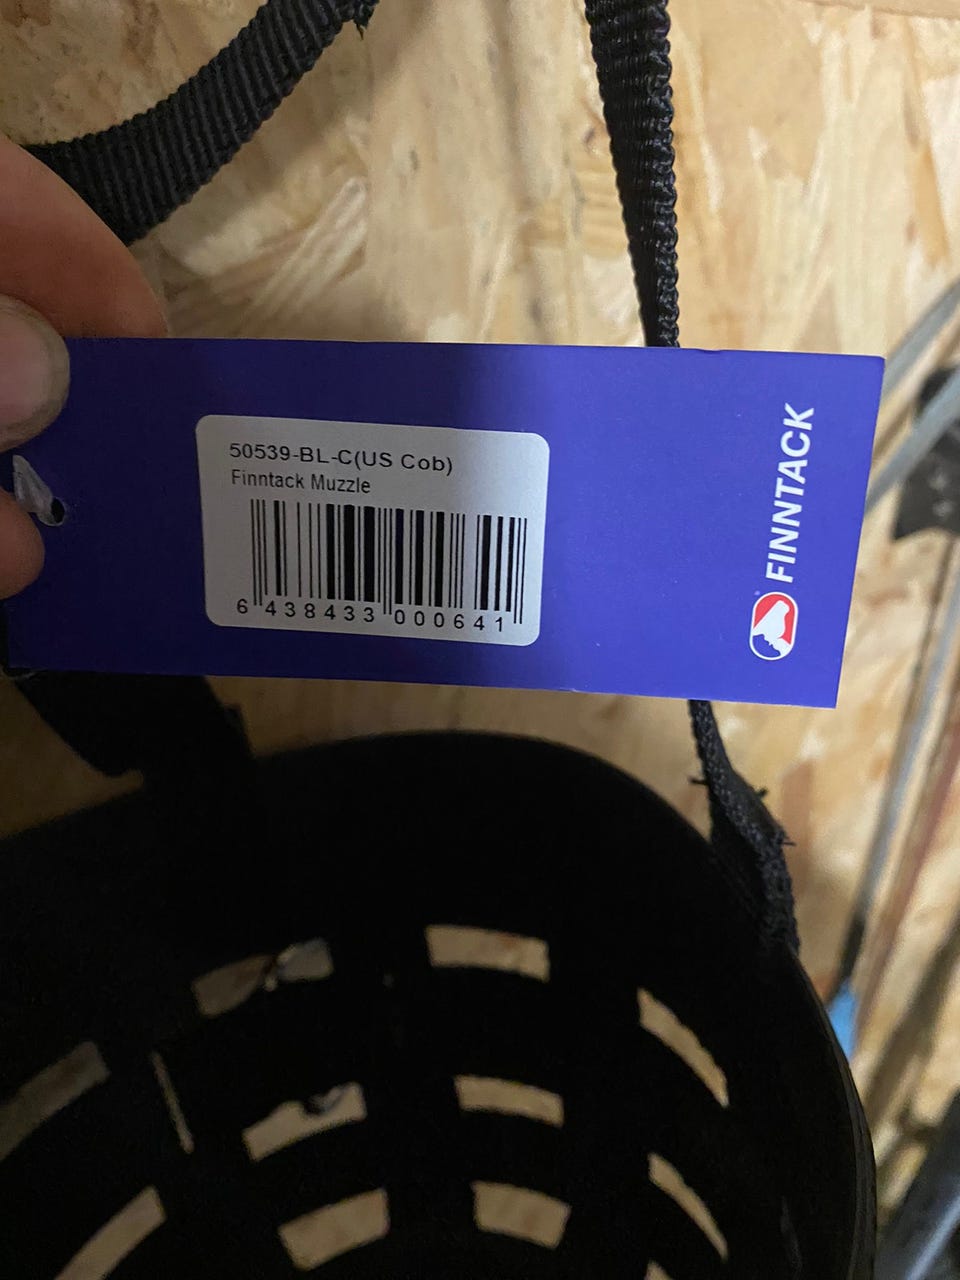 50539-BL-C(US Cob)
Finntack Muzzle
6 438433 000641
FINNTACK